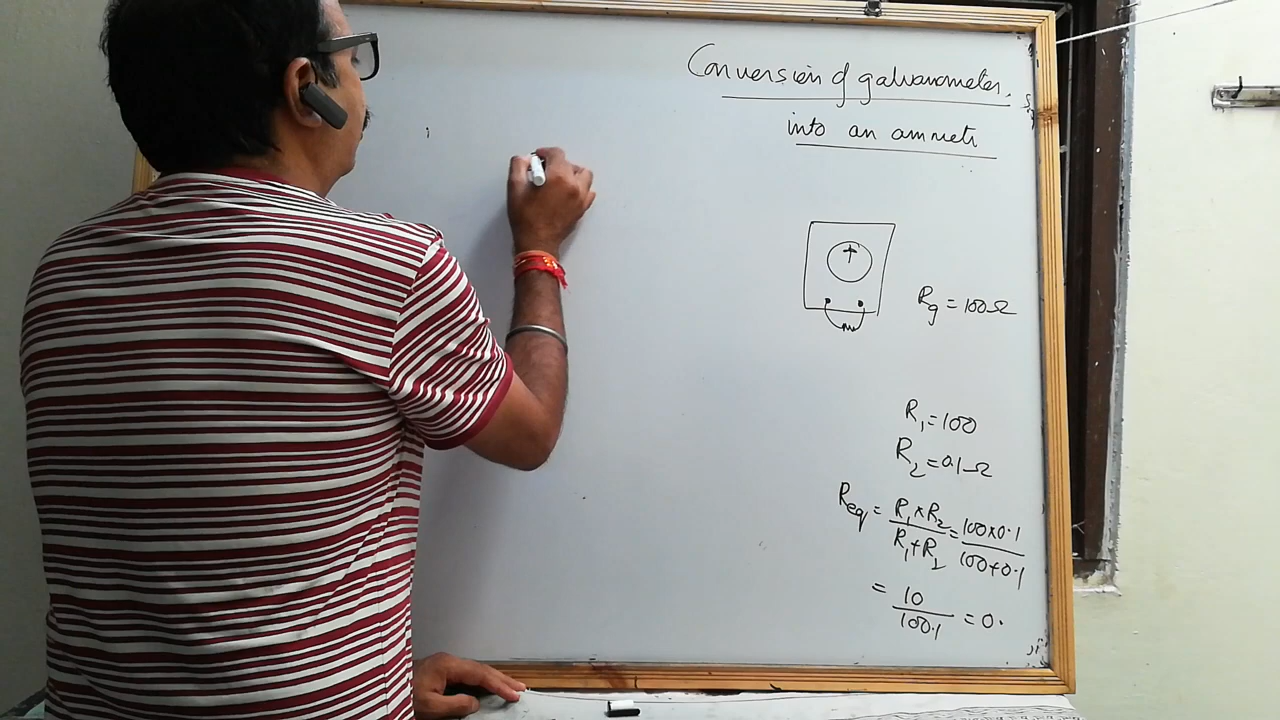 Conversion of galvanometer
into an ammeter
Rg = 100Ω
R₁ = 100
R₂ = 0.1Ω
Req = R₁ × R₂ / R₁ + R₂ = 100 × 0.1 / 100 + 0.1
= 10 / 100.1 = 0.